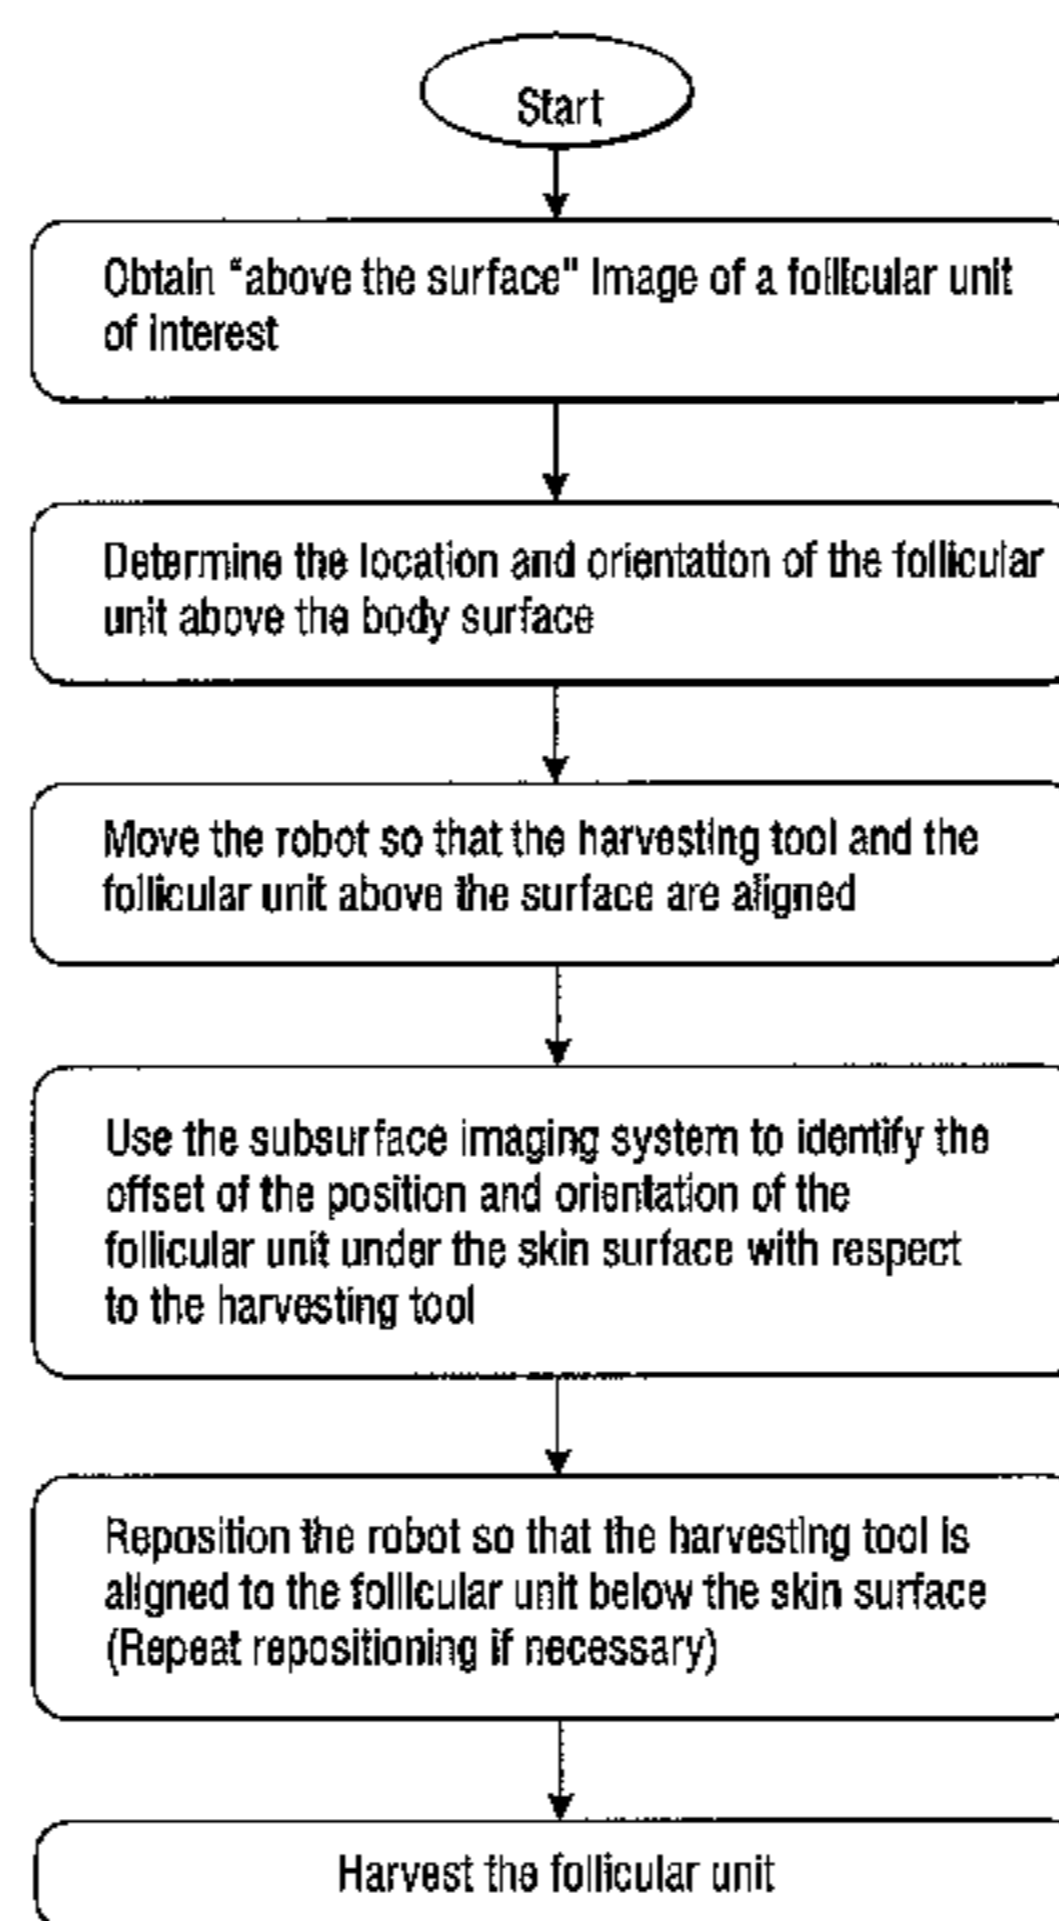 Start
Obtain "above the surface" Image of a follicular unit
of interest
Determine the location and orientation of the follicular
unit above the body surface
Move the robot so that the harvesting tool and the
follicular unit above the surface are aligned
Use the subsurface imaging system to identify the
offset of the position and orientation of the
follicular unit under the skin surface with respect
to the harvesting tool
Reposition the robot so that the harvesting tool is
aligned to the follicular unit below the skin surface
(Repeat repositioning if necessary)
Harvest the follicular unit